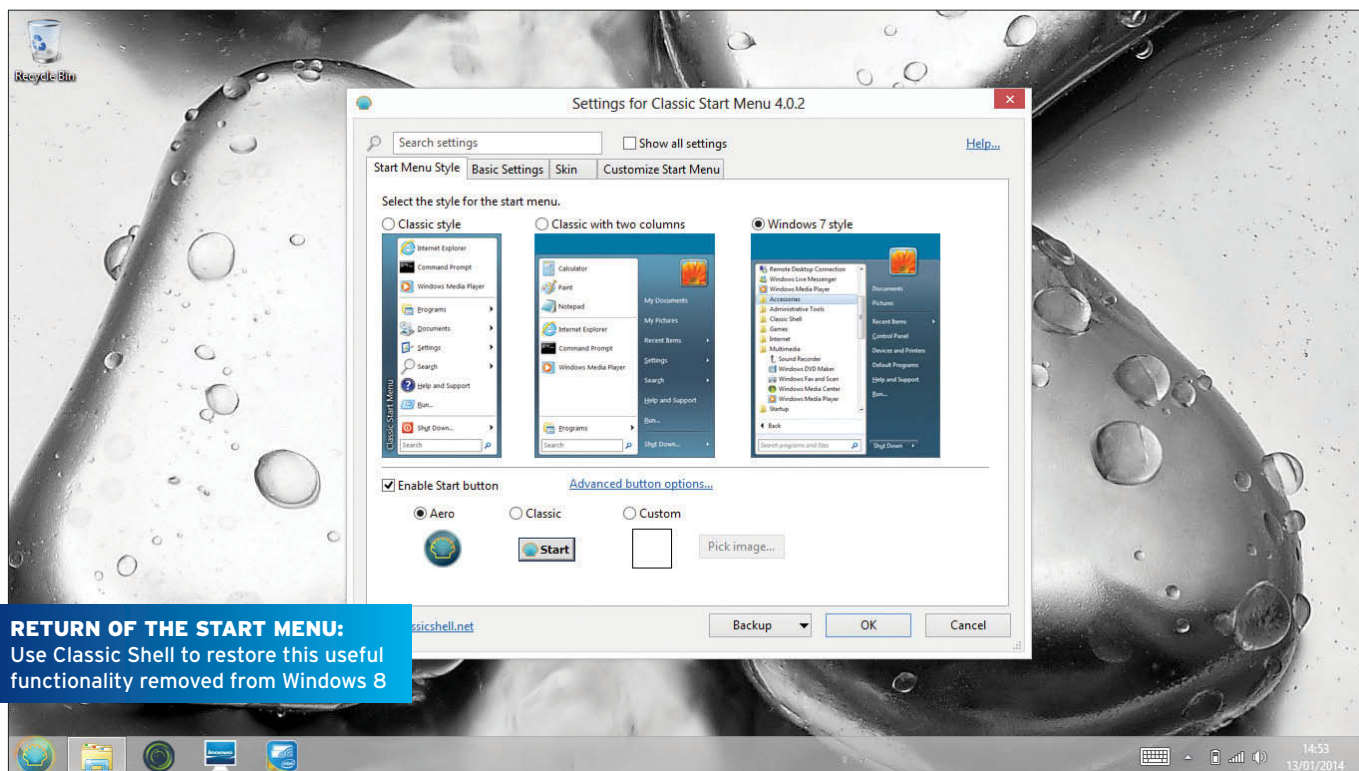 Recycle Bin
Settings for Classic Start Menu 4.0.2
Search settings
Show all settings
Help...
Start Menu Style
Basic Settings
Skin
Customize Start Menu
Select the style for the start menu.
Classic style
Internet Explorer
Command Prompt
Windows Media Player
Programs
Documents
Settings
Search
Help and Support
Run...
Shut Down...
Search
Classic Start Menu
Classic with two columns
Calculator
Paint
Notepad
Internet Explorer
Command Prompt
Windows Media Player
Programs
Search
My Documents
My Pictures
Recent Items
Settings
Search
Help and Support
Run...
Shut Down...
Windows 7 style
Remote Desktop Connection
Windows Live Messenger
Windows Media Player
Accessories
Administrative Tools
Classic Shell
Games
Internet
Multimedia
Sound Recorder
Windows DVD Maker
Windows Fax and Scan
Windows Media Center
Windows Media Player
Startup
Back
Search programs and files
Documents
Pictures
Recent Items
Control Panel
Devices and Printers
Default Programs
Help and Support
Run...
Shut Down
Enable Start button
Advanced button options...
Aero
Classic
Custom
Start
Pick image...
ssicshell.net
Backup
OK
Cancel
RETURN OF THE START MENU:
Use Classic Shell to restore this useful
functionality removed from Windows 8
lenovo
14:53
13/01/2014